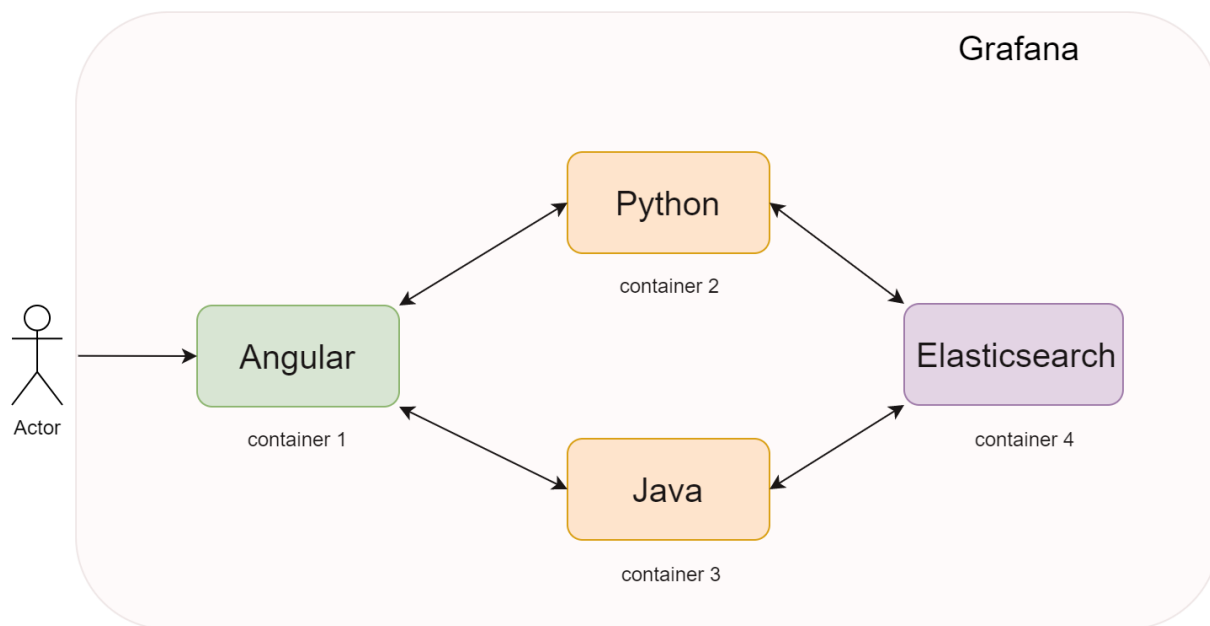 Grafana
Python
container 2
Angular
container 1
Elasticsearch
container 4
Actor
Java
container 3